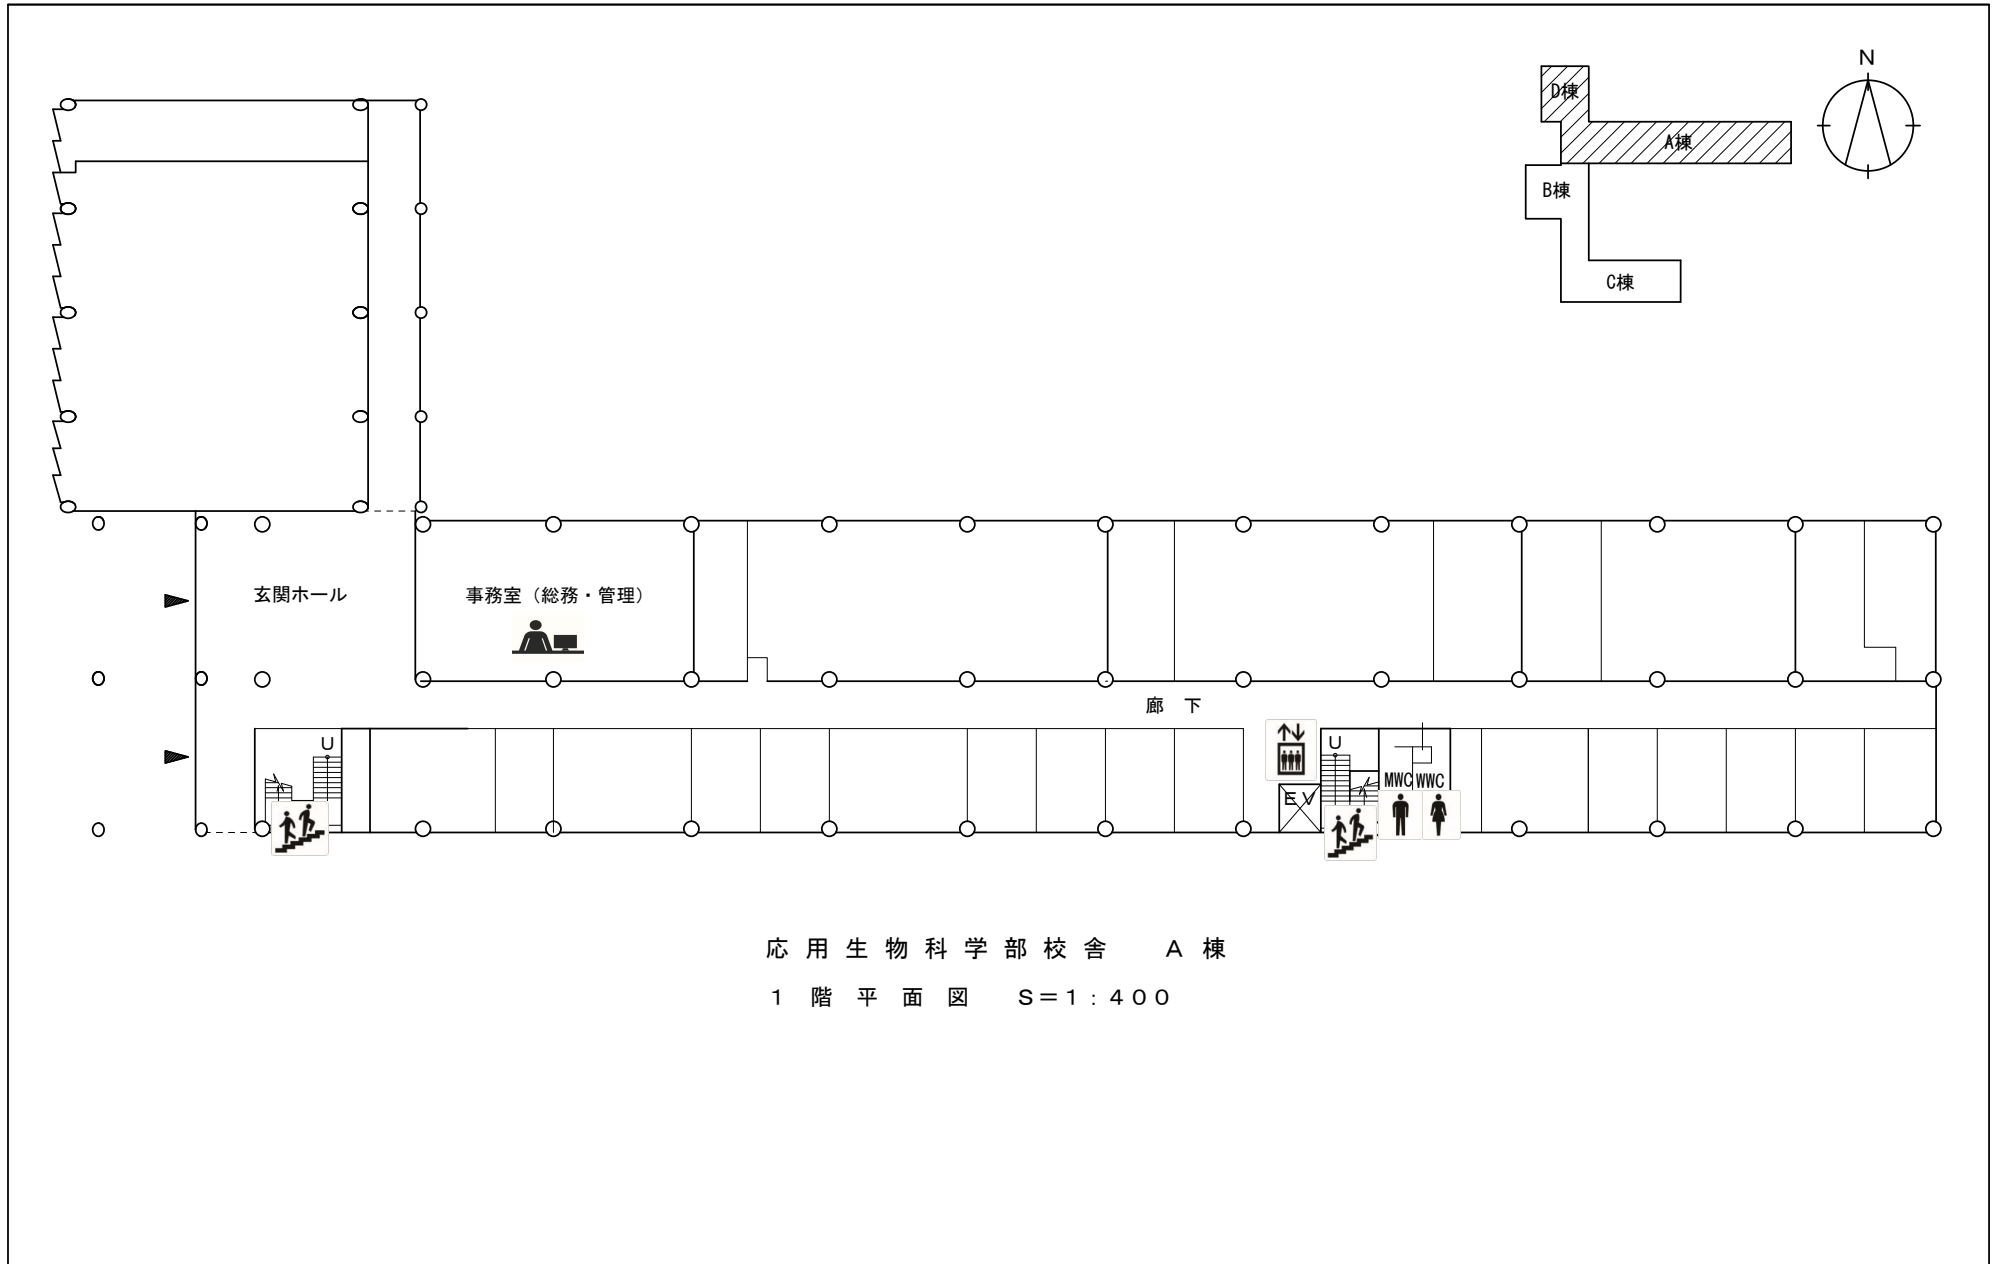 N
D棟
A棟
B棟
C棟
玄関ホール
事務室（総務・管理）
廊　下
U
U
EV
MWC WWC
応用生物科学部校舎　A棟
１階平面図　S＝１：４００